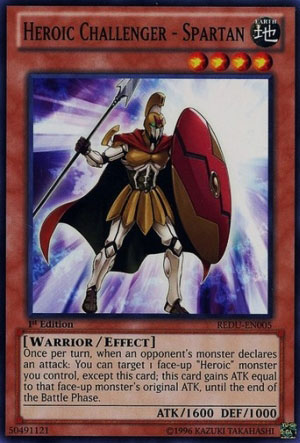 HEROIC CHALLENGER - SPARTAN
EARTH
地
1st Edition
REDU-EN005
[WARRIOR / EFFECT]
Once per turn, when an opponent's monster declares
an attack: You can target 1 face-up "Heroic" monster
you control, except this card; this card gains ATK equal
to that face-up monster's original ATK, until the end of
the Battle Phase.
ATK/1600 DEF/1000
50491121
©1996 KAZUKI TAKAHASHI